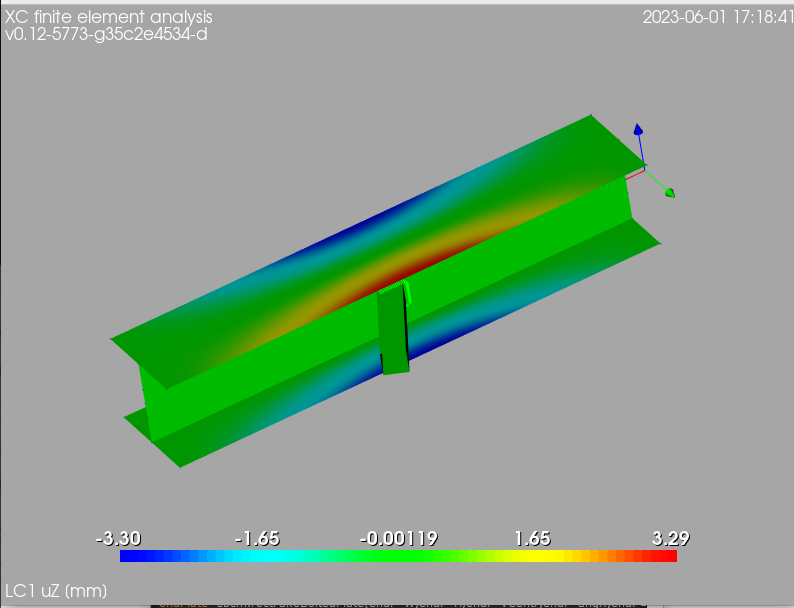 XC finite element analysis
2023-06-01 17:18:41
v0.12-5773-g35c2e4534-d
-3.30 -1.65 -0.00119 1.65 3.29
LC1 uZ [mm]